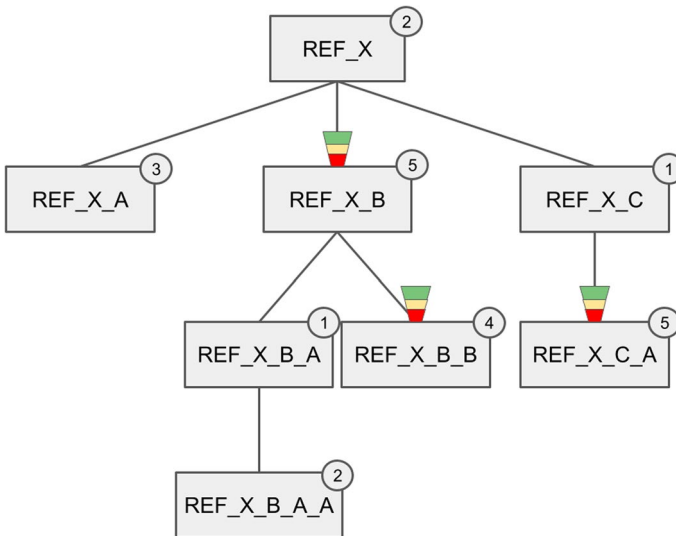 2
REF_X
3
REF_X_A
5
REF_X_B
1
REF_X_C
1
REF_X_B_A
4
REF_X_B_B
5
REF_X_C_A
2
REF_X_B_A_A